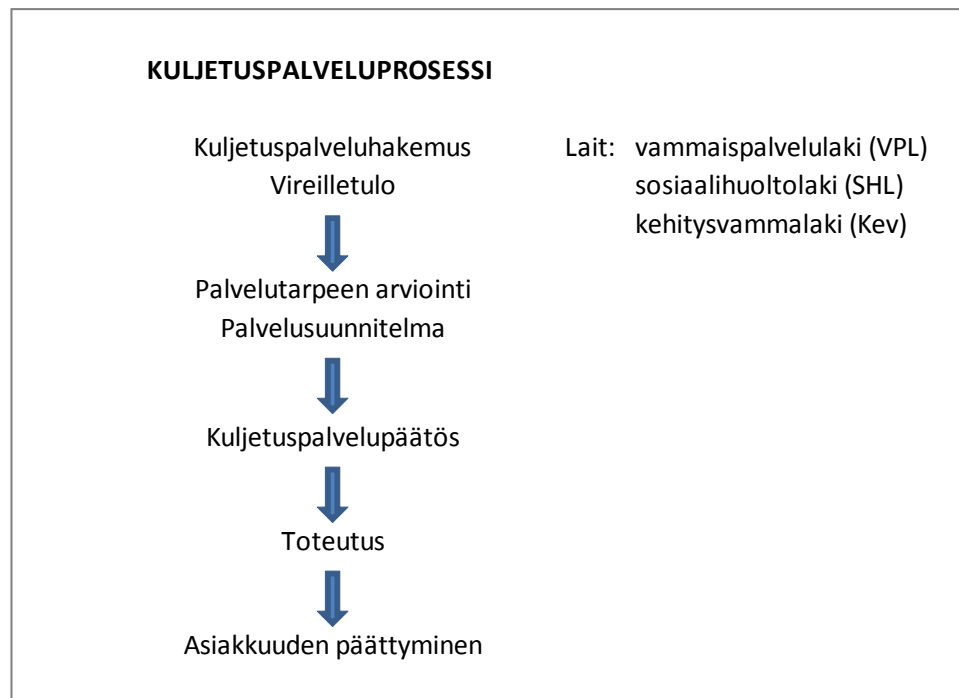 KULJETUSPALVELUPROSESSI
Kuljetuspalveluhakemus
Vireilletulo
Lait: vammaispalvelulaki (VPL)
sosiaalihuoltolaki (SHL)
kehitysvammalaki (Kev)
Palvelutarpeen arviointi
Palvelusuunnitelma
Kuljetuspalvelupäätös
Toteutus
Asiakkuuden päättyminen